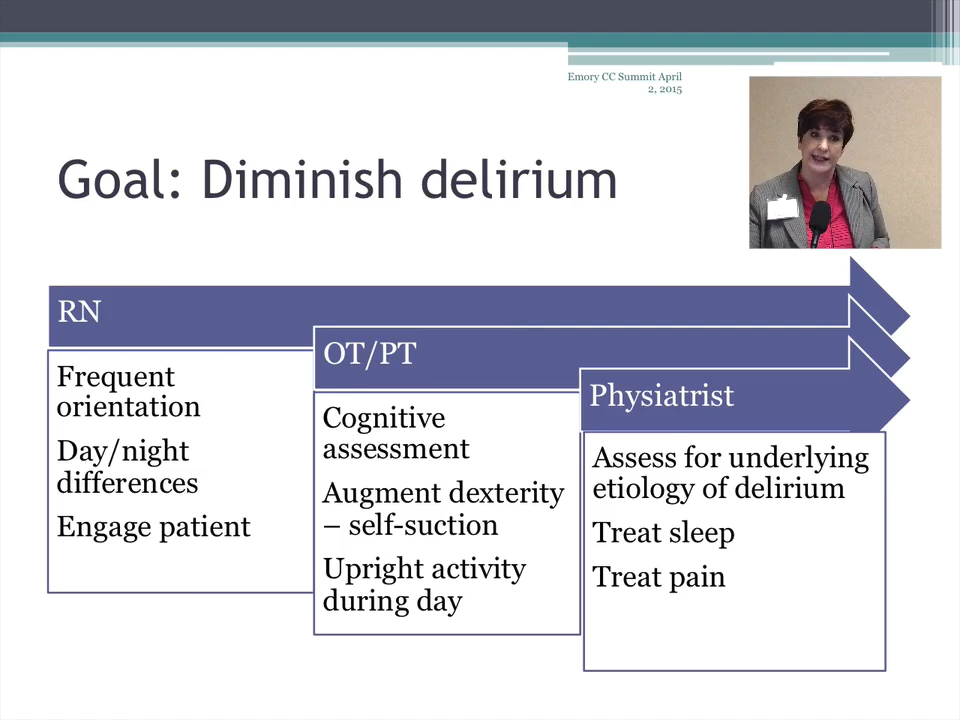 Emory CC Summit April
2, 2015
Goal: Diminish delirium
RN
Frequent
orientation
Day/night
differences
Engage patient
OT/PT
Cognitive
assessment
Augment dexterity
– self-suction
Upright activity
during day
Physiatrist
Assess for underlying
etiology of delirium
Treat sleep
Treat pain